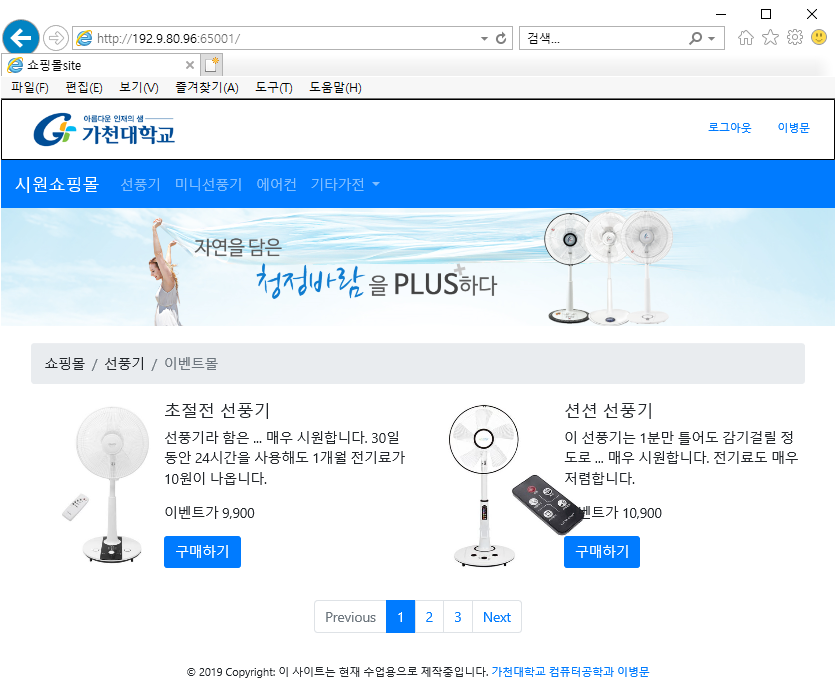 http://192.9.80.96:65001/
검색...
쇼핑몰site
파일(F) 편집(E) 보기(V) 즐겨찾기(A) 도구(T) 도움말(H)
아름다운 인재의 샘
가천대학교
로그아웃 이병문
시원쇼핑몰 선풍기 미니선풍기 에어컨 기타가전
자연을 담은
청정바람을 PLUS+하다
쇼핑몰 / 선풍기 / 이벤트몰
초절전 선풍기
선풍기라 함은 ... 매우 시원합니다. 30일
동안 24시간을 사용해도 1개월 전기료가
10원이 나옵니다.
이벤트가 9,900
구매하기
션션 선풍기
이 선풍기는 1분만 틀어도 감기걸릴 정
도로 ... 매우 시원합니다. 전기료도 매우
저렴합니다.
벤트가 10,900
구매하기
Previous 1 2 3 Next
© 2019 Copyright: 이 사이트는 현재 수업용으로 제작중입니다. 가천대학교 컴퓨터공학과 이병문